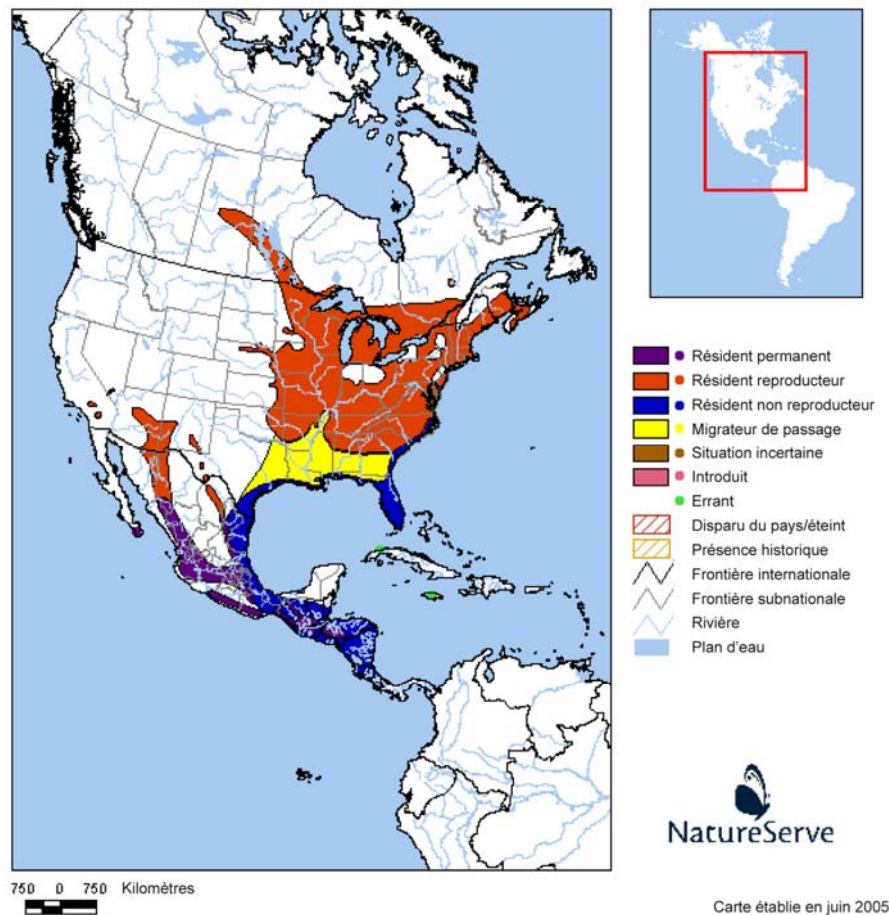 Résident permanent
Résident reproducteur
Résident non reproducteur
Migrateur de passage
Situation incertaine
Introduit
Errant
Disparu du pays/éteint
Présence historique
Frontière internationale
Frontière subnationale
Rivière
Plan d'eau
NatureServe
750 0 750 Kilomètres
Carte établie en juin 2005